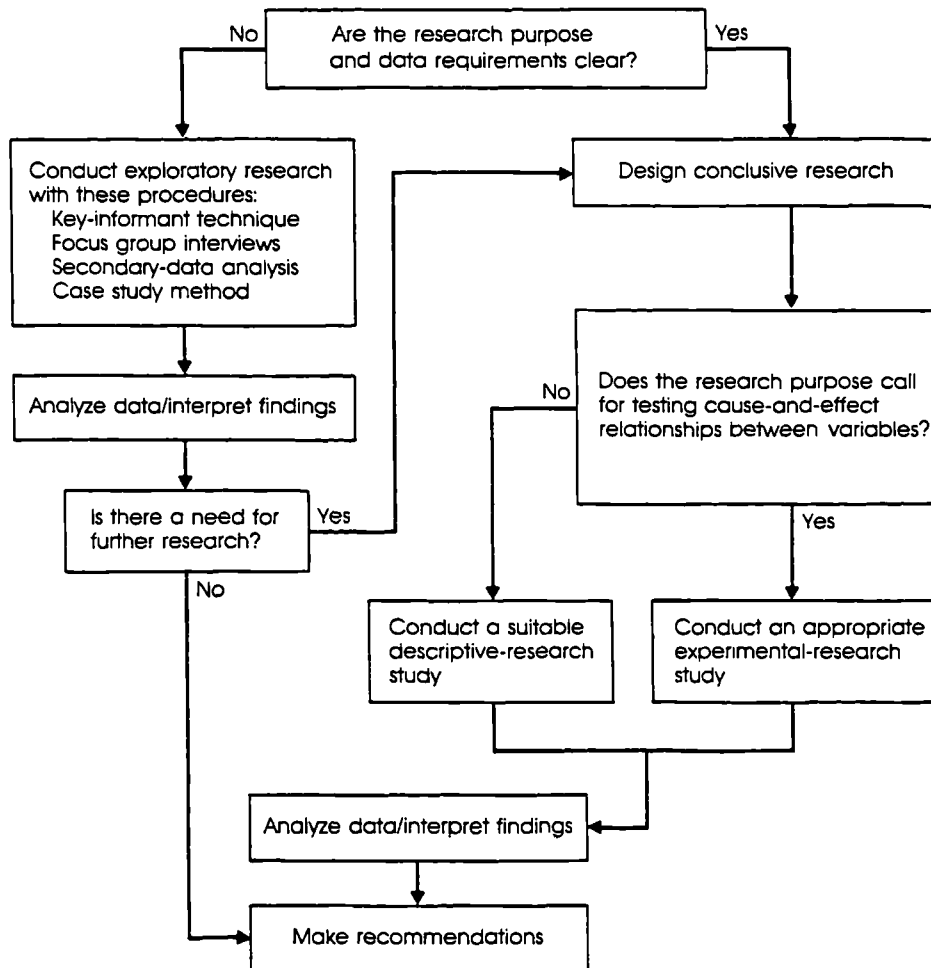 No
Are the research purpose
and data requirements clear?
Yes
Conduct exploratory research
with these procedures:
Key-informant technique
Focus group interviews
Secondary-data analysis
Case study method
Design conclusive research
Analyze data/interpret findings
No
Does the research purpose call
for testing cause-and-effect
relationships between variables?
Is there a need for
further research?
Yes
No
Yes
Conduct a suitable
descriptive-research
study
Conduct an appropriate
experimental-research
study
Analyze data/interpret findings
Make recommendations